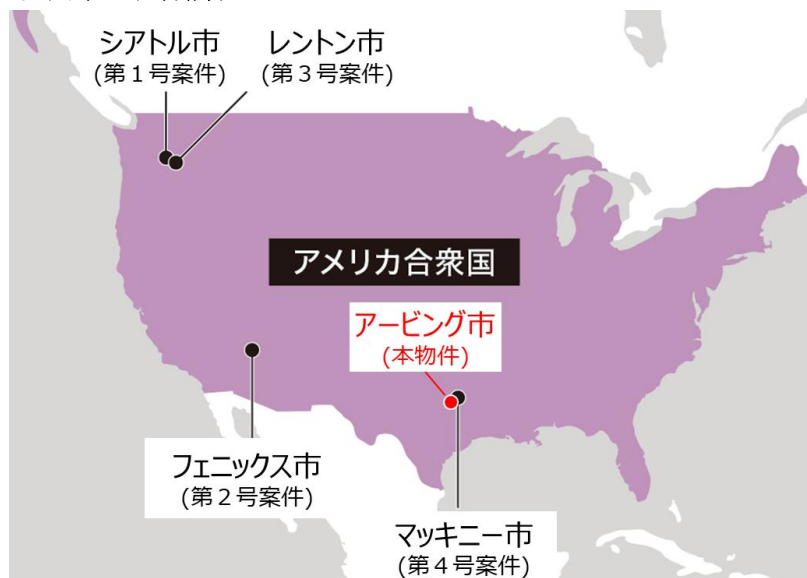 シアトル市
(第１号案件)
レントン市
(第３号案件)
アメリカ合衆国
アービング市
(本物件)
フェニックス市
(第２号案件)
マッキニー市
(第４号案件)